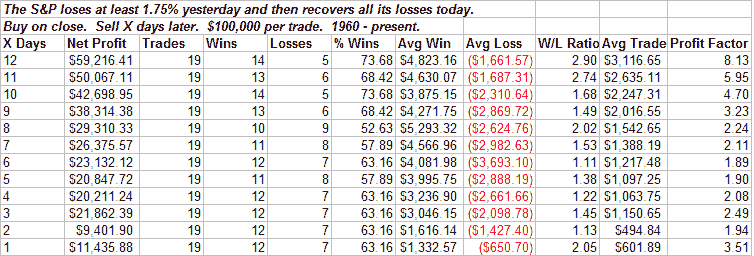 The S&P loses at least 1.75% yesterday and then recovers all its losses today.
Buy on close. Sell X days later. $100,000 per trade. 1960 - present.
X Days Net Profit Trades Wins Losses % Wins Avg Win Avg Loss W/L Ratio Avg Trade Profit Factor
12 $59,216.41 19 14 5 73.68 $4,823.16 ($1,661.57) 2.90 $3,116.65 8.13
11 $50,067.11 19 13 6 68.42 $4,630.07 ($1,687.31) 2.74 $2,635.11 5.95
10 $42,698.95 19 14 5 73.68 $3,875.15 ($2,310.64) 1.68 $2,247.31 4.70
9 $38,314.38 19 13 6 68.42 $4,271.75 ($2,869.72) 1.49 $2,016.55 3.23
8 $29,310.33 19 10 9 52.63 $5,293.32 ($2,624.76) 2.02 $1,542.65 2.24
7 $26,375.57 19 11 8 57.89 $4,566.96 ($2,982.63) 1.53 $1,388.19 2.11
6 $23,132.12 19 12 7 63.16 $4,081.98 ($3,693.10) 1.11 $1,217.48 1.89
5 $20,847.72 19 11 8 57.89 $3,995.75 ($2,888.19) 1.38 $1,097.25 1.90
4 $20,211.24 19 12 7 63.16 $3,236.90 ($2,661.66) 1.22 $1,063.75 2.08
3 $21,862.39 19 12 7 63.16 $3,046.15 ($2,098.78) 1.45 $1,150.65 2.49
2 $9,401.90 19 12 7 63.16 $1,616.14 ($1,427.40) 1.13 $494.84 1.94
1 $11,435.88 19 12 7 63.16 $1,332.57 ($650.70) 2.05 $601.89 3.51